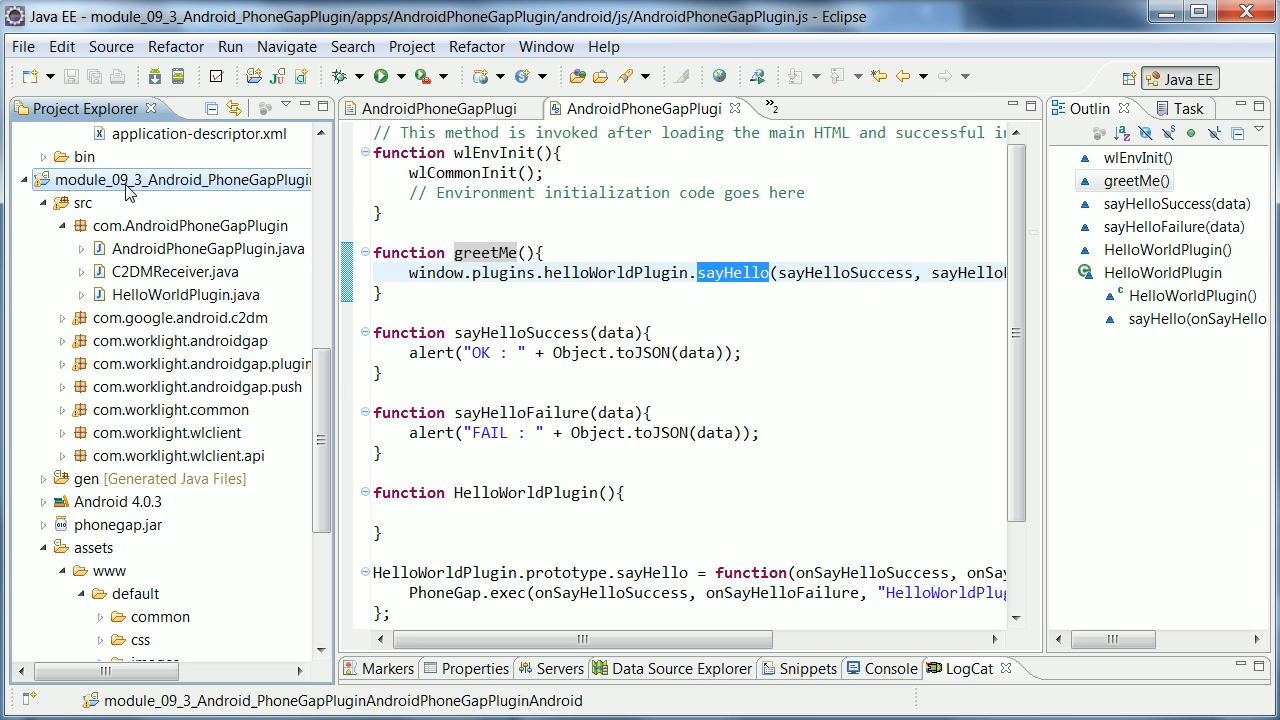 Java EE - module_09_3_Android_PhoneGapPlugin/apps/AndroidPhoneGapPlugin/android/js/AndroidPhoneGapPlugin.js - Eclipse
File Edit Source Refactor Run Navigate Search Project Refactor Window Help
Java EE
Project Explorer
application-descriptor.xml
bin
module_09_3_Android_PhoneGapPlugin
src
com.AndroidPhoneGapPlugin
AndroidPhoneGapPlugin.java
C2DMReceiver.java
HelloWorldPlugin.java
com.google.android.c2dm
com.worklight.androidgap
com.worklight.androidgap.plugin
com.worklight.androidgap.push
com.worklight.common
com.worklight.wlclient
com.worklight.wlclient.api
gen [Generated Java Files]
Android 4.0.3
phonegap.jar
assets
www
default
common
css
images
AndroidPhoneGapPlugi AndroidPhoneGapPlugi »2
// This method is invoked after loading the main HTML and successful in
function wlEnvInit(){
wlCommonInit();
// Environment initialization code goes here
}
function greetMe(){
window.plugins.helloWorldPlugin.sayHello(sayHelloSuccess, sayHelloF
}
function sayHelloSuccess(data){
alert("OK : " + Object.toJSON(data));
}
function sayHelloFailure(data){
alert("FAIL : " + Object.toJSON(data));
}
function HelloWorldPlugin(){
}
HelloWorldPlugin.prototype.sayHello = function(onSayHelloSuccess, onSay
PhoneGap.exec(onSayHelloSuccess, onSayHelloFailure, "HelloWorldPlug
};
Outlin Task
wlEnvInit()
greetMe()
sayHelloSuccess(data)
sayHelloFailure(data)
HelloWorldPlugin()
HelloWorldPlugin
HelloWorldPlugin()
sayHello(onSayHello
Markers Properties Servers Data Source Explorer Snippets Console LogCat
module_09_3_Android_PhoneGapPluginAndroidPhoneGapPluginAndroid